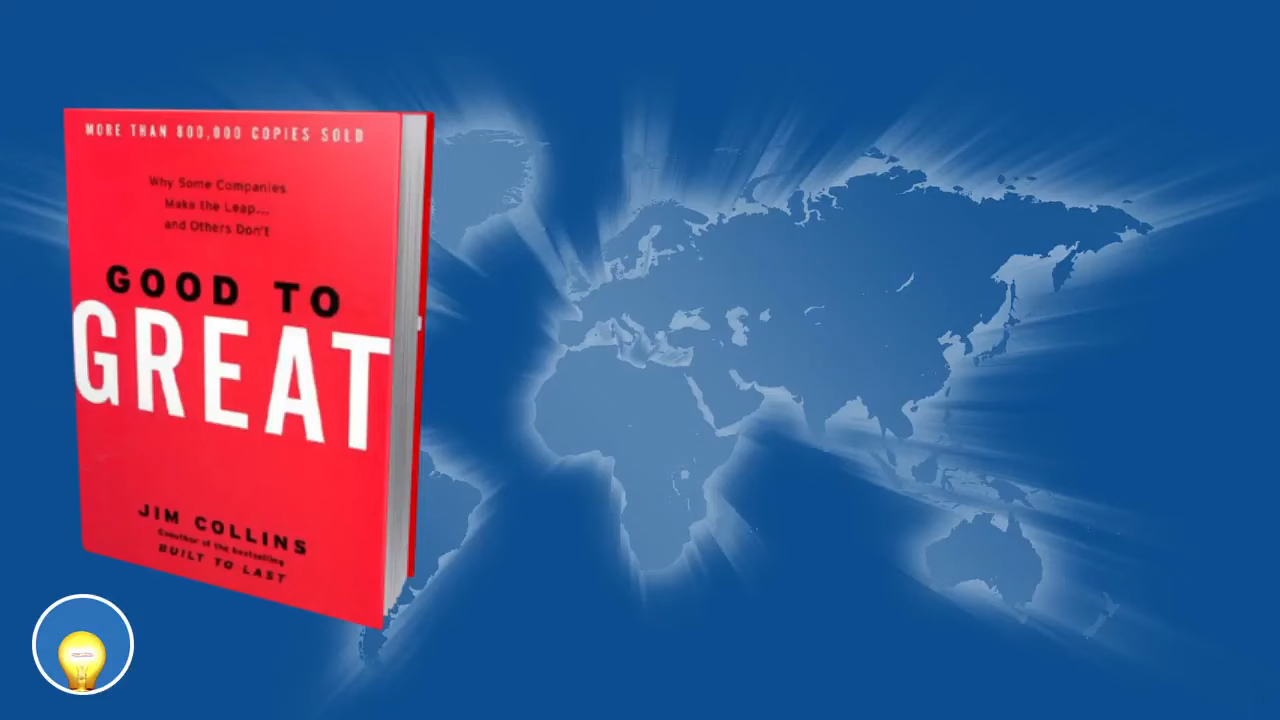 MORE THAN 800,000 COPIES SOLD
Why Some Companies
Make the Leap...
and Others Don't
GOOD TO
GREAT
JIM COLLINS
Coauthor of the bestselling
BUILT TO LAST